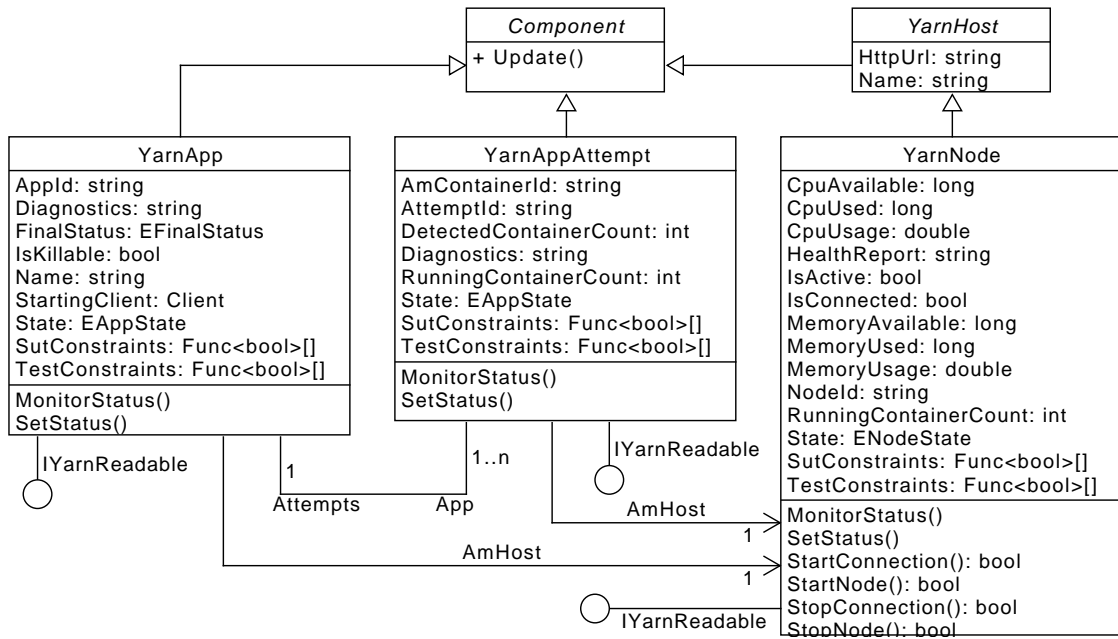 Component
+ Update()
YarnHost
HttpUrl: string
Name: string
YarnApp
AppId: string
Diagnostics: string
FinalStatus: EFinalStatus
IsKillable: bool
Name: string
StartingClient: Client
State: EAppState
SutConstraints: Func<bool>[]
TestConstraints: Func<bool>[]
MonitorStatus()
SetStatus()
IYarnReadable
YarnAppAttempt
AmContainerId: string
AttemptId: string
DetectedContainerCount: int
Diagnostics: string
RunningContainerCount: int
State: EAppState
SutConstraints: Func<bool>[]
TestConstraints: Func<bool>[]
MonitorStatus()
SetStatus()
IYarnReadable
YarnNode
CpuAvailable: long
CpuUsed: long
CpuUsage: double
HealthReport: string
IsActive: bool
IsConnected: bool
MemoryAvailable: long
MemoryUsed: long
MemoryUsage: double
NodeId: string
RunningContainerCount: int
State: ENodeState
SutConstraints: Func<bool>[]
TestConstraints: Func<bool>[]
MonitorStatus()
SetStatus()
StartConnection(): bool
StartNode(): bool
StopConnection(): bool
StopNode(): bool
1
1..n
Attempts
App
AmHost
1
AmHost
1
IYarnReadable